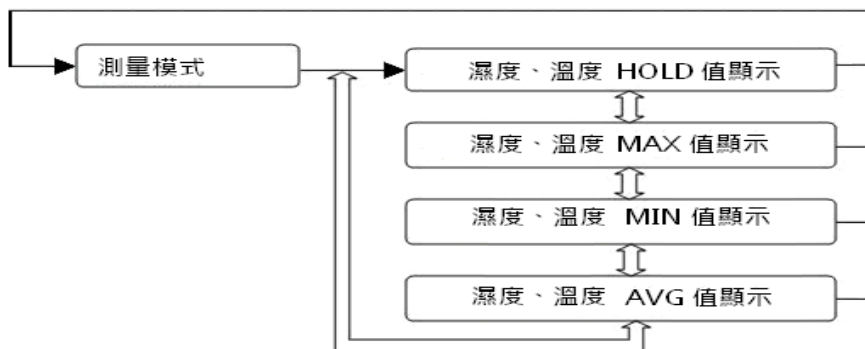 測量模式
濕度、溫度 HOLD 值顯示
濕度、溫度 MAX 值顯示
濕度、溫度 MIN 值顯示
濕度、溫度 AVG 值顯示